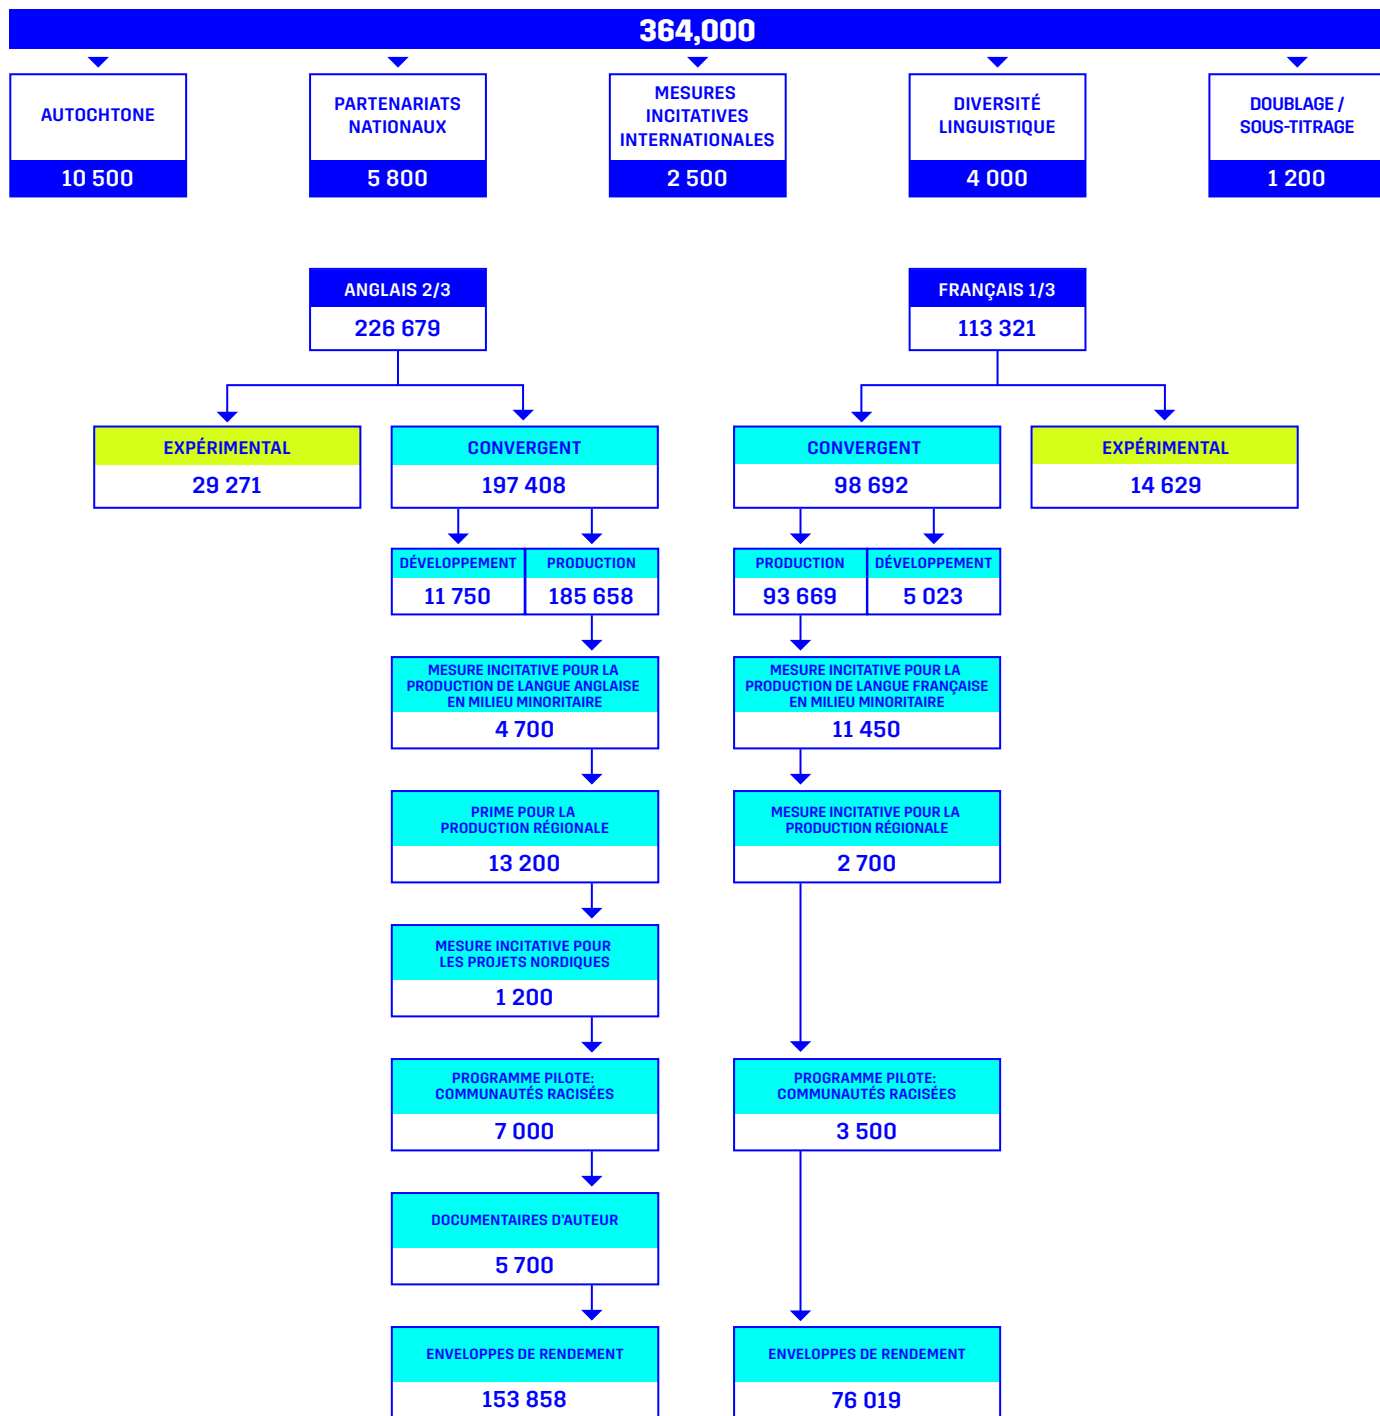 364,000
AUTOCHTONE
10 500
PARTENARIATS
NATIONAUX
5 800
MESURES
INCITATIVES
INTERNATIONALES
2 500
DIVERSITÉ
LINGUISTIQUE
4 000
DOUBLAGE /
SOUS-TITRAGE
1 200
ANGLAIS 2/3
226 679
FRANÇAIS 1/3
113 321
EXPÉRIMENTAL
29 271
CONVERGENT
197 408
CONVERGENT
98 692
EXPÉRIMENTAL
14 629
DÉVELOPPEMENT
11 750
PRODUCTION
185 658
PRODUCTION
93 669
DÉVELOPPEMENT
5 023
MESURE INCITATIVE POUR LA
PRODUCTION DE LANGUE ANGLAISE
EN MILIEU MINORITAIRE
4 700
MESURE INCITATIVE POUR LA
PRODUCTION DE LANGUE FRANÇAISE
EN MILIEU MINORITAIRE
11 450
PRIME POUR LA
PRODUCTION RÉGIONALE
13 200
MESURE INCITATIVE POUR LA
PRODUCTION RÉGIONALE
2 700
MESURE INCITATIVE POUR
LES PROJETS NORDIQUES
1 200
PROGRAMME PILOTE:
COMMUNAUTÉS RACISÉES
7 000
PROGRAMME PILOTE:
COMMUNAUTÉS RACISÉES
3 500
DOCUMENTAIRES D'AUTEUR
5 700
ENVELOPPES DE RENDEMENT
153 858
ENVELOPPES DE RENDEMENT
76 019